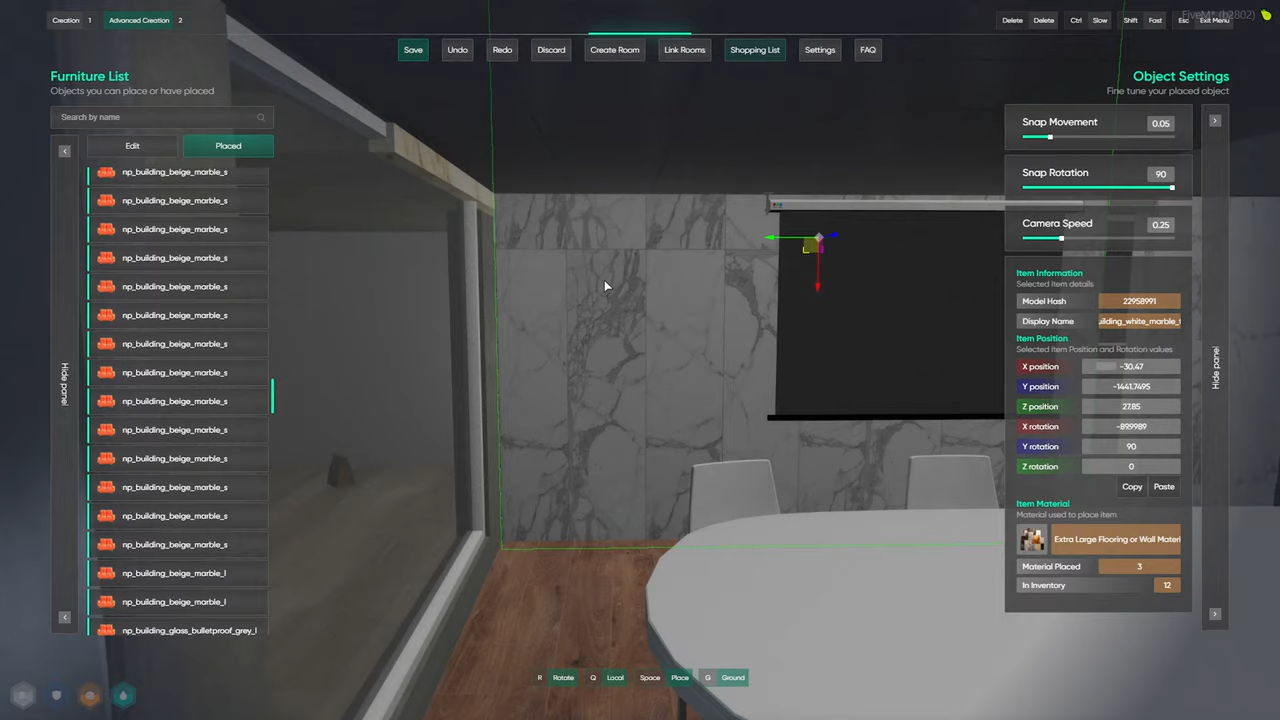 Creation 1 Advanced Creation 2
Delete Delete Ctrl Slow Shift Fast Esc Exit Menu
FiveM* (b2802)
Save Undo Redo Discard Create Room Link Rooms Shopping List Settings FAQ
Furniture List
Objects you can place or have placed
Search by name
Edit Placed
Hide panel
np_building_beige_marble_s
np_building_beige_marble_s
np_building_beige_marble_s
np_building_beige_marble_s
np_building_beige_marble_s
np_building_beige_marble_s
np_building_beige_marble_s
np_building_beige_marble_s
np_building_beige_marble_s
np_building_beige_marble_s
np_building_beige_marble_s
np_building_beige_marble_s
np_building_beige_marble_s
np_building_beige_marble_s
np_building_beige_marble_l
np_building_beige_marble_l
np_building_glass_bulletproof_grey_l
Object Settings
Fine tune your placed object
Snap Movement 0.05
Snap Rotation 90
Camera Speed 0.25
Item Information
Selected item details
Model Hash 22958991
Display Name uilding_white_marble_
Item Position
Selected Item Position and Rotation values
X position -30.47
Y position -1441.7495
Z position 27.85
X rotation -89.9989
Y rotation 90
Z rotation 0
Copy Paste
Item Material
Material used to place item
Extra Large Flooring or Wall Materi
Material Placed 3
In Inventory 12
Hide panel
R Rotate Q Local Space Place G Ground